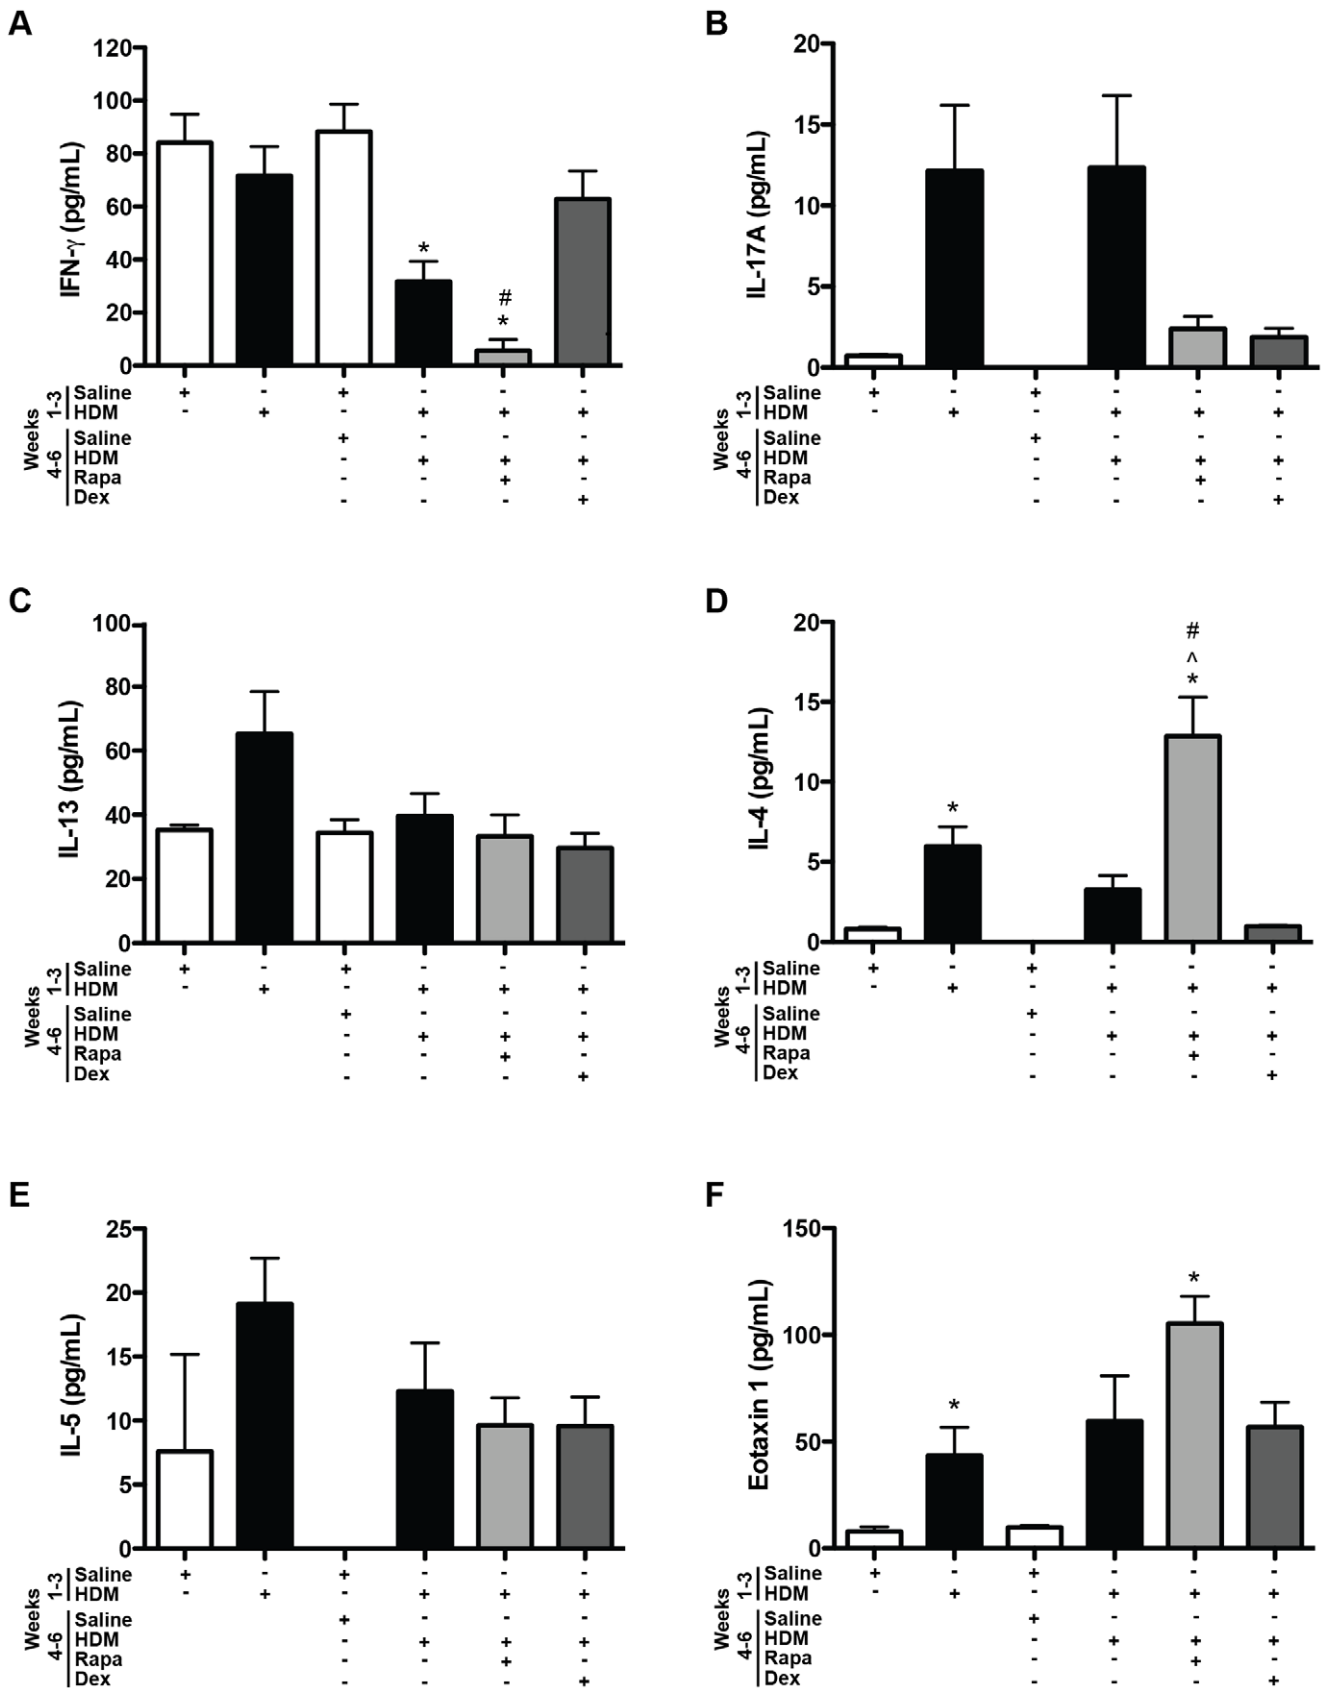 A
IFN-γ (pg/mL)
120
100
80
60
40
20
0
*
#
*
Weeks
1-3
Saline + - + - - -
HDM - + - + + +
4-6
Saline + - - -
HDM - + + +
Rapa - - + -
Dex - - - +
B
IL-17A (pg/mL)
20
15
10
5
0
Weeks
1-3
Saline + - + - - -
HDM - + - + + +
4-6
Saline + - - -
HDM - + + +
Rapa - - + -
Dex - - - +
C
IL-13 (pg/mL)
100
80
60
40
20
0
Weeks
1-3
Saline + - + - - -
HDM - + - + + +
4-6
Saline + - - -
HDM - + + +
Rapa - - + -
Dex - - - +
D
IL-4 (pg/mL)
20
15
10
5
0
*
#
^
*
Weeks
1-3
Saline + - + - - -
HDM - + - + + +
4-6
Saline + - - -
HDM - + + +
Rapa - - + -
Dex - - - +
E
IL-5 (pg/mL)
25
20
15
10
5
0
Weeks
1-3
Saline + - + - - -
HDM - + - + + +
4-6
Saline + - - -
HDM - + + +
Rapa - - + -
Dex - - - +
F
Eotaxin 1 (pg/mL)
150
100
50
0
*
*
Weeks
1-3
Saline + - + - - -
HDM - + - + + +
4-6
Saline + - - -
HDM - + + +
Rapa - - + -
Dex - - - +